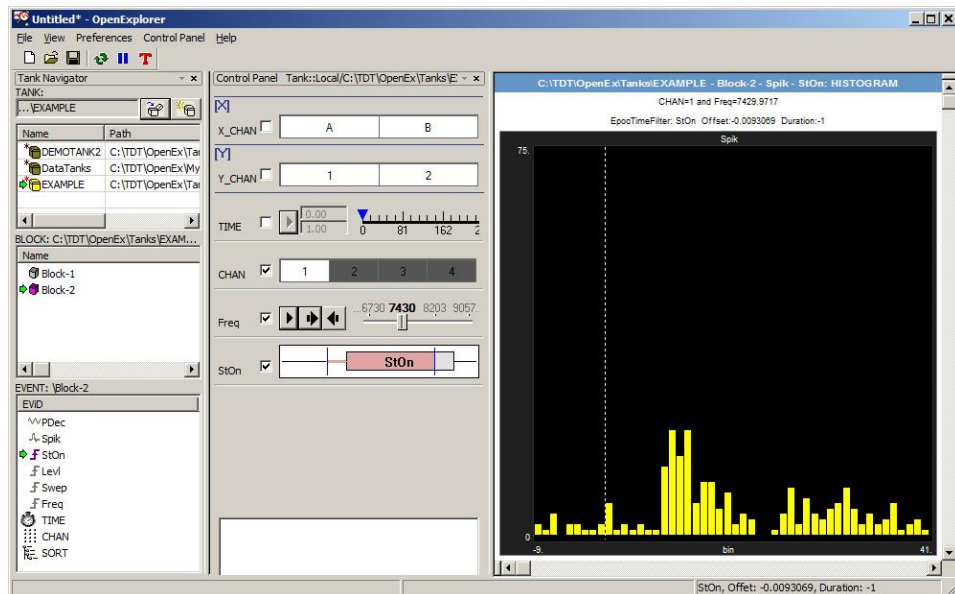 Untitled* - OpenExplorer
File View Preferences Control Panel Help
Tank Navigator
TANK:
...\EXAMPLE
Name Path
DEMOTANK2 C:\TDT\OpenEx\Tar
DataTanks C:\TDT\OpenEx\My
EXAMPLE C:\TDT\OpenEx\Tar
BLOCK: C:\TDT\OpenEx\Tanks\EXAM...
Name
Block-1
Block-2
EVENT: \Block-2
EViD
PDec
Spik
StOn
Levl
Swep
Freq
TIME
CHAN
SORT
Control Panel Tank::Local/C:\TDT\OpenEx\Tanks\E
[X]
X_CHAN A B
[Y]
Y_CHAN 1 2
TIME 0.00 1.00 0 81 162 2
CHAN 1 2 3 4
Freq ...6730 7430 8203 9057.
StOn StOn
C:\TDT\OpenEx\Tanks\EXAMPLE - Block-2 - Spik - StOn: HISTOGRAM
CHAN=1 and Freq=7429.9717
EpocTimeFilter: StOn Offset:-0.0093069 Duration:-1
Spik
75.
0
-9. bin 41.
StOn, Offet: -0.0093069, Duration: -1